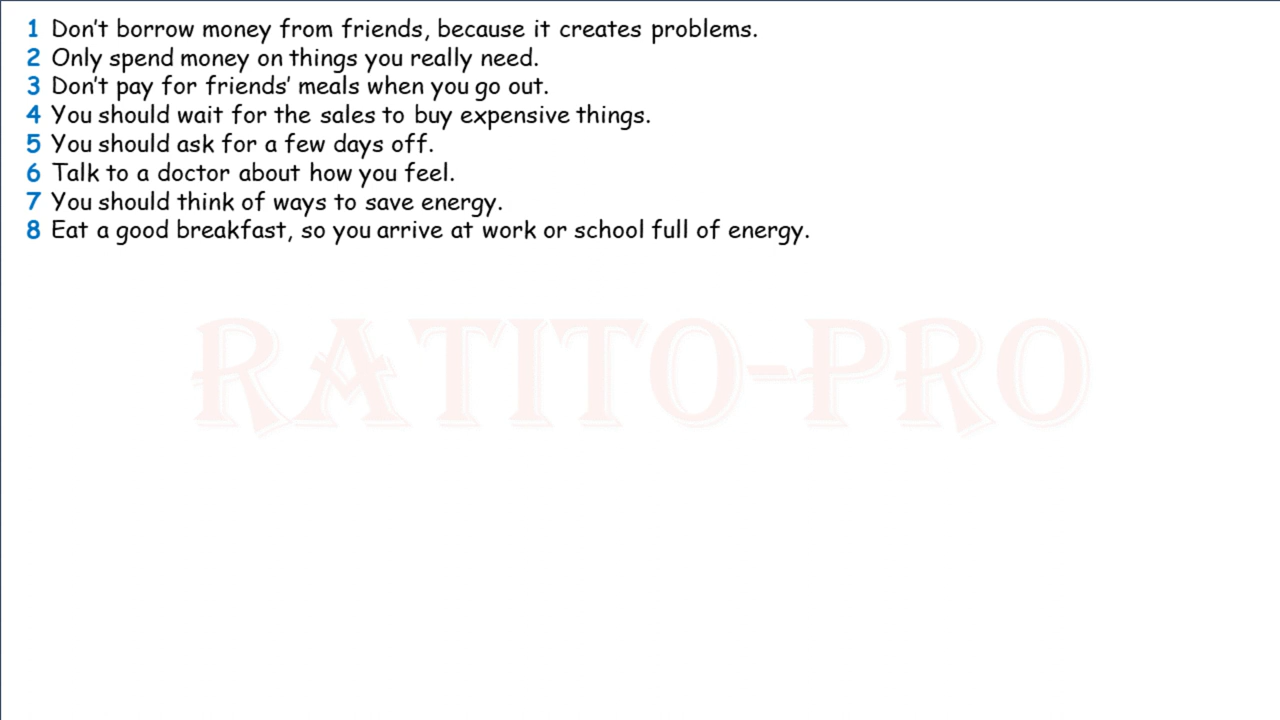 1 Don't borrow money from friends, because it creates problems.
2 Only spend money on things you really need.
3 Don't pay for friends' meals when you go out.
4 You should wait for the sales to buy expensive things.
5 You should ask for a few days off.
6 Talk to a doctor about how you feel.
7 You should think of ways to save energy.
8 Eat a good breakfast, so you arrive at work or school full of energy.
RATITO-PRO